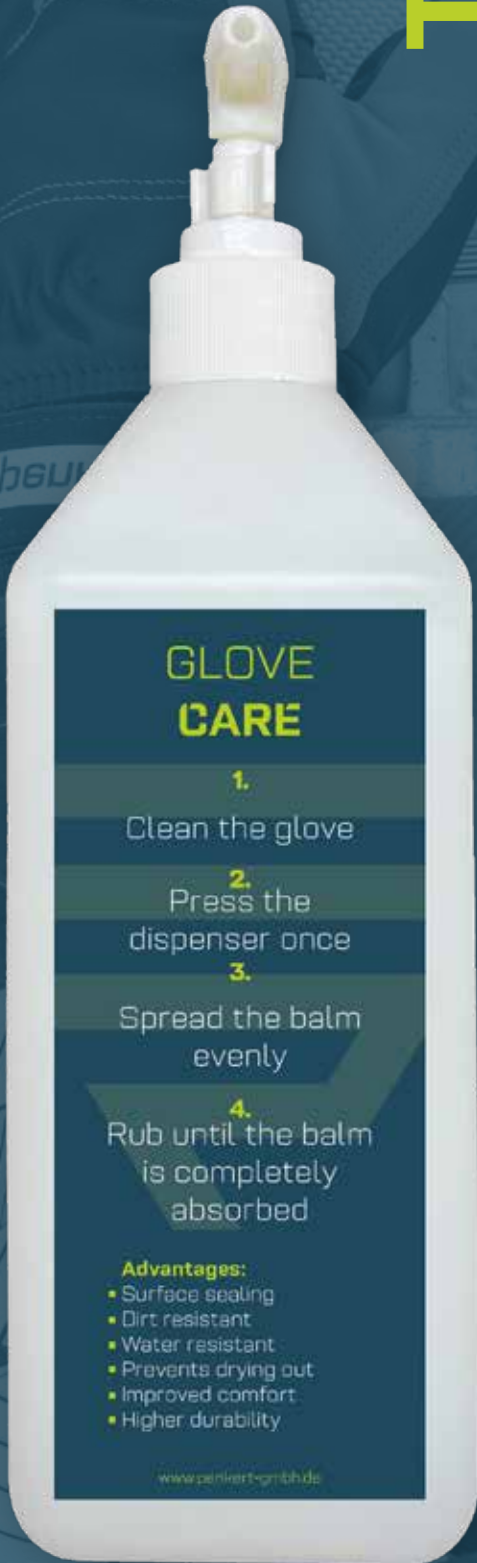 GLOVE
CARE
1.
Clean the glove
2.
Press the
dispenser once
3.
Spread the balm
evenly
4.
Rub until the balm
is completely
absorbed
Advantages:
▪ Surface sealing
▪ Dirt resistant
▪ Water resistant
▪ Prevents drying out
▪ Improved comfort
▪ Higher durability
www.penkert-gmbh.de